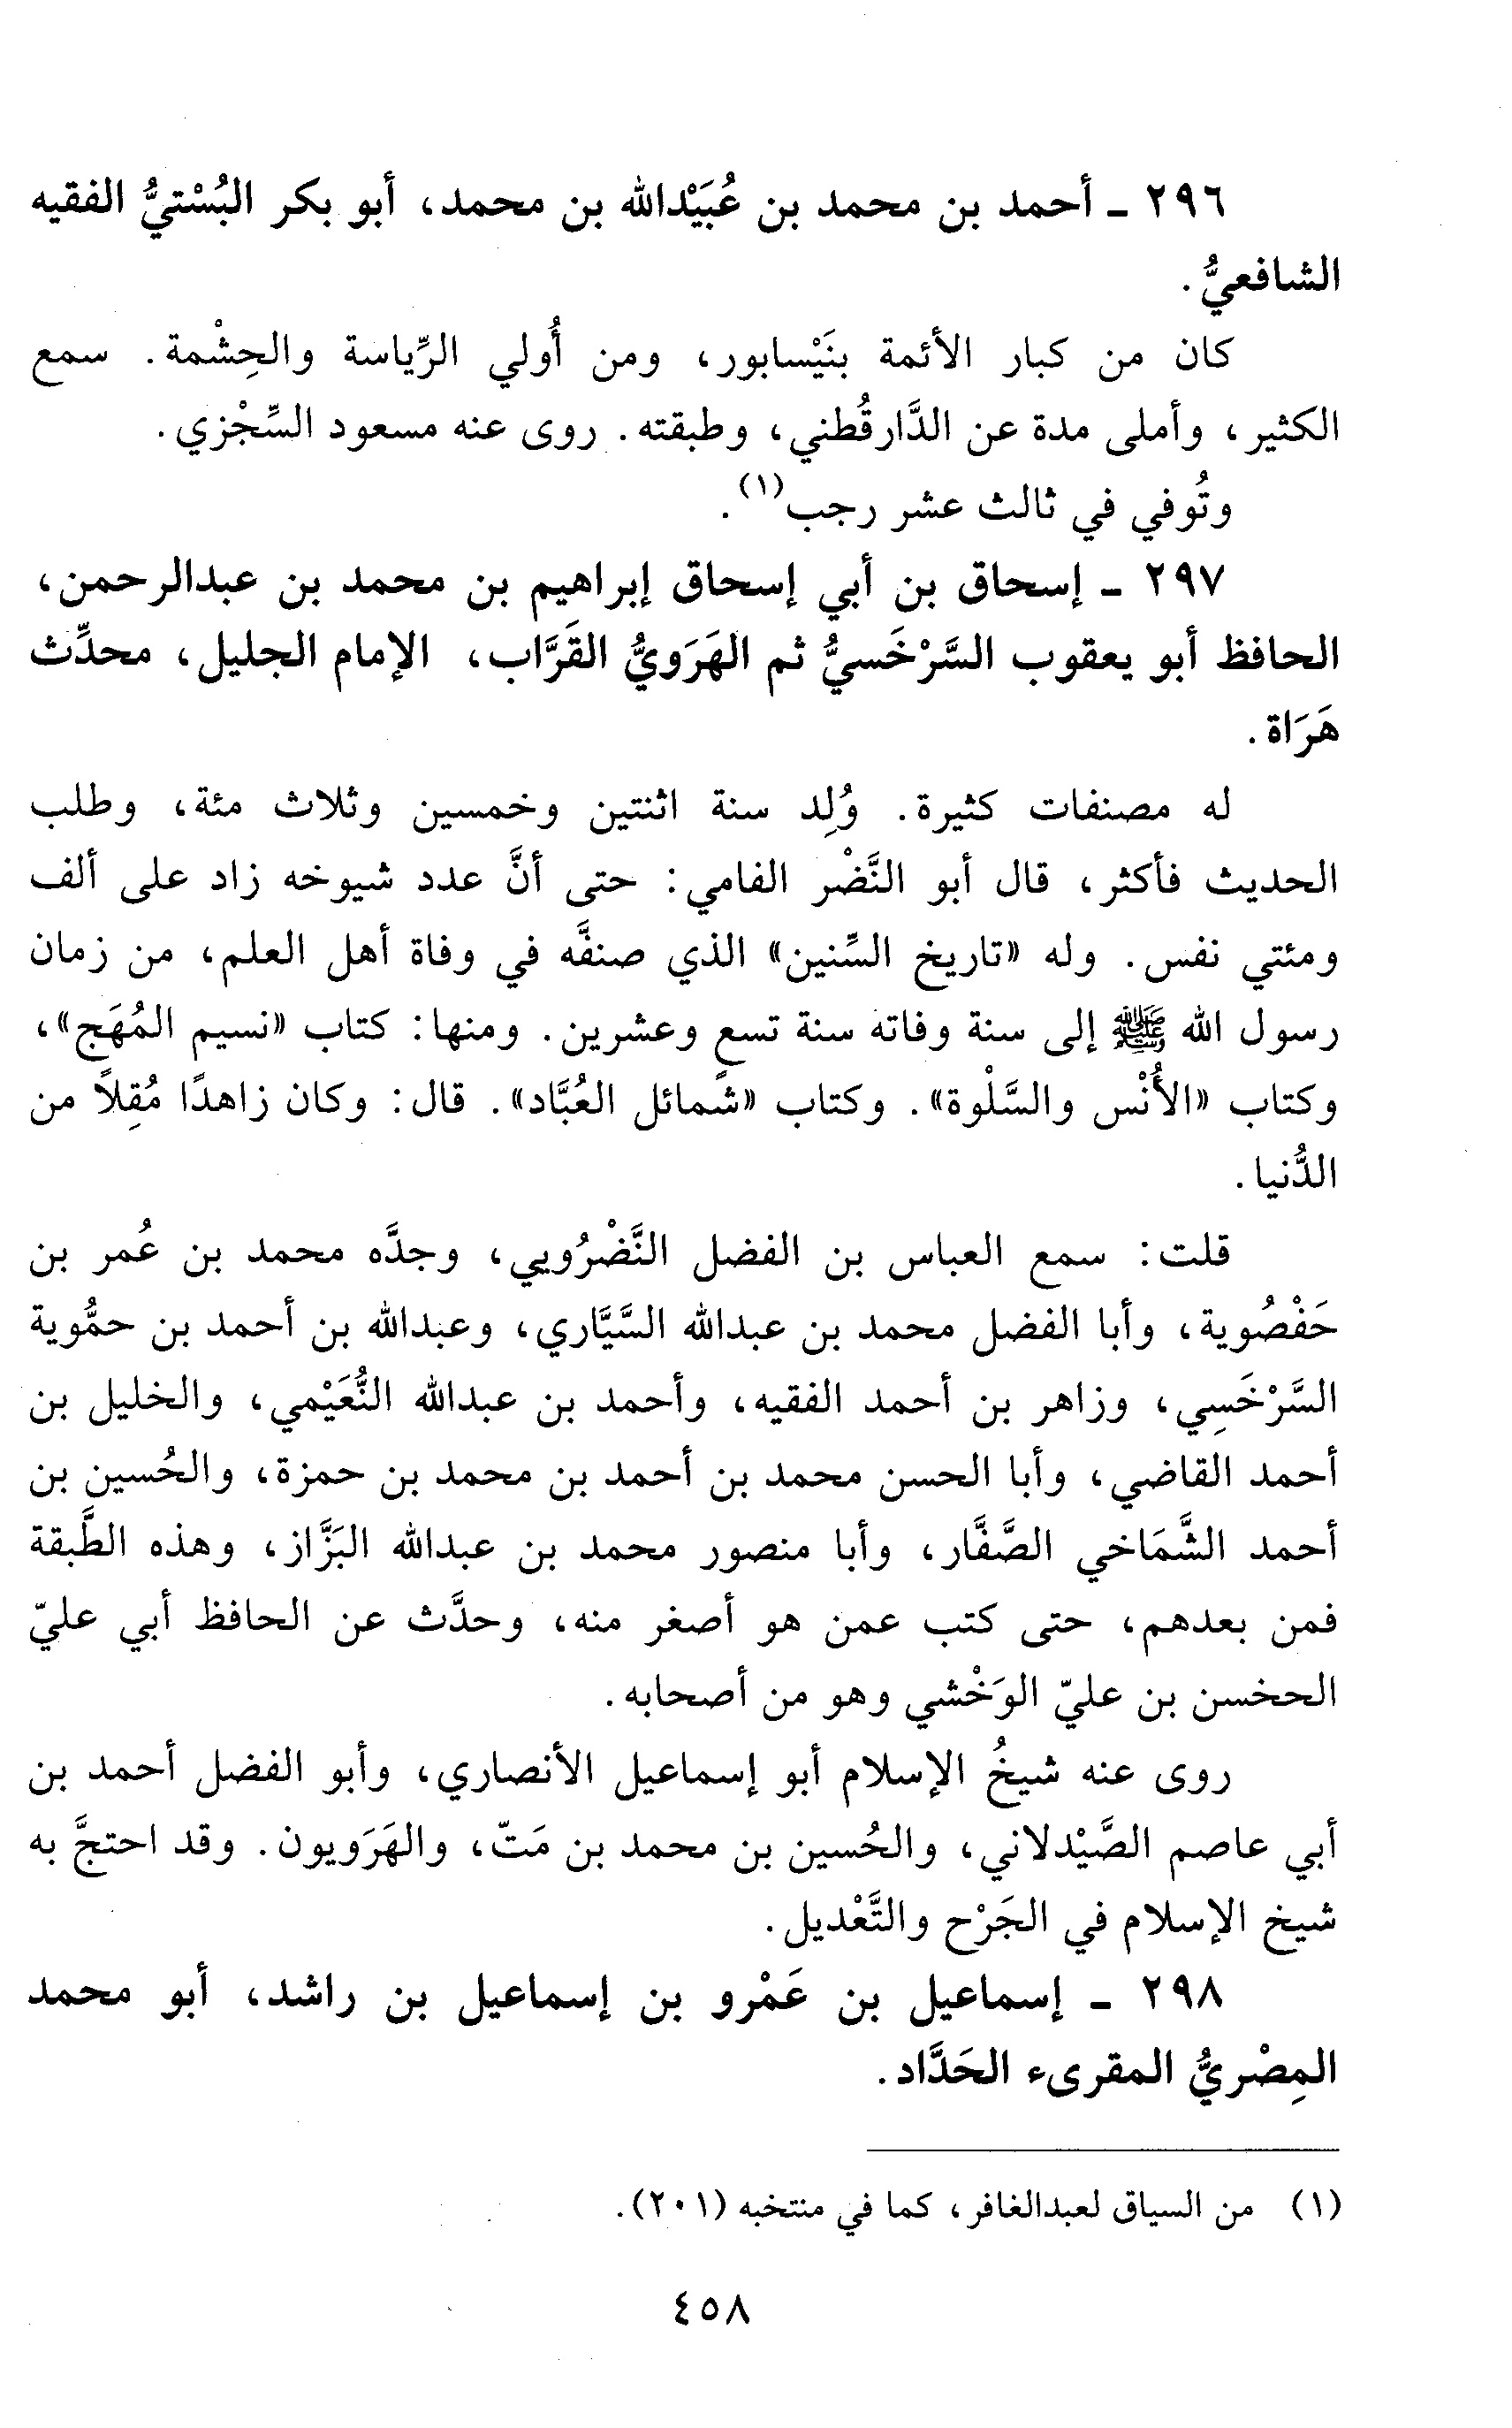 ٢٩٦ - أحمد بن محمد بن عُبَيْدالله بن محمد، أبو بكر البُسْتيُّ الفقيه
الشافعيُّ.
كان من كبار الأئمة بنَيْسابور، ومن أُولي الرِّياسة والحِشْمة. سمع
الكثير، وأملى مدة عن الدَّارقُطني، وطبقته. روى عنه مسعود السِّجْزي.
وتُوفي في ثالث عشر رجب(١).
٢٩٧ - إسحاق بن أبي إسحاق إبراهيم بن محمد بن عبدالرحمن،
الحافظ أبو يعقوب السَّرْخَسيُّ ثم الهَرَويُّ القَرَّاب، الإمام الجليل، محدِّث
هَرَاة.
له مصنفات كثيرة. وُلِد سنة اثنتين وخمسين وثلاث مئة، وطلب
الحديث فأكثر، قال أبو النَّضْر الفامي: حتى أنَّ عدد شيوخه زاد على ألف
ومئتي نفس. وله «تاريخ السِّنين» الذي صنفَّه في وفاة أهل العلم، من زمان
رسول الله ﷺ إلى سنة وفاته سنة تسعٍ وعشرين. ومنها: كتاب «نسيم المُهَج»،
وكتاب «الأُنْس والسَّلْوة». وكتاب «شمائل العُبَّاد». قال: وكان زاهدًا مُقِلاً من
الدُّنيا.
قلت: سمع العباس بن الفضل النَّضْرُويي، وجدَّه محمد بن عُمر بن
حَفْصُوية، وأبا الفضل محمد بن عبدالله السَّيَّاري، وعبدالله بن أحمد بن حمُّوية
السَّرْخَسِي، وزاهر بن أحمد الفقيه، وأحمد بن عبدالله النُّعَيْمي، والخليل بن
أحمد القاضي، وأبا الحسن محمد بن أحمد بن محمد بن حمزة، والحُسين بن
أحمد الشَّمَاخي الصَّفَّار، وأبا منصور محمد بن عبدالله البَزَّاز، وهذه الطَّبقة
فمن بعدهم، حتى كتب عمن هو أصغر منه، وحدَّث عن الحافظ أبي عليّ
الحخسن بن عليّ الوَخْشي وهو من أصحابه.
روى عنه شيخُ الإسلام أبو إسماعيل الأنصاري، وأبو الفضل أحمد بن
أبي عاصم الصَّيْدلاني، والحُسين بن محمد بن مَتّ، والهَرَويون. وقد احتجَّ به
شيخ الإسلام في الجَرْح والتَّعْديل.
٢٩٨ - إسماعيل بن عَمْرو بن إسماعيل بن راشد، أبو محمد
المِصْريُّ المقرىء الحَدَّاد.
(١) من السياق لعبدالغافر، كما في منتخبه (٢٠١).
٤٥٨